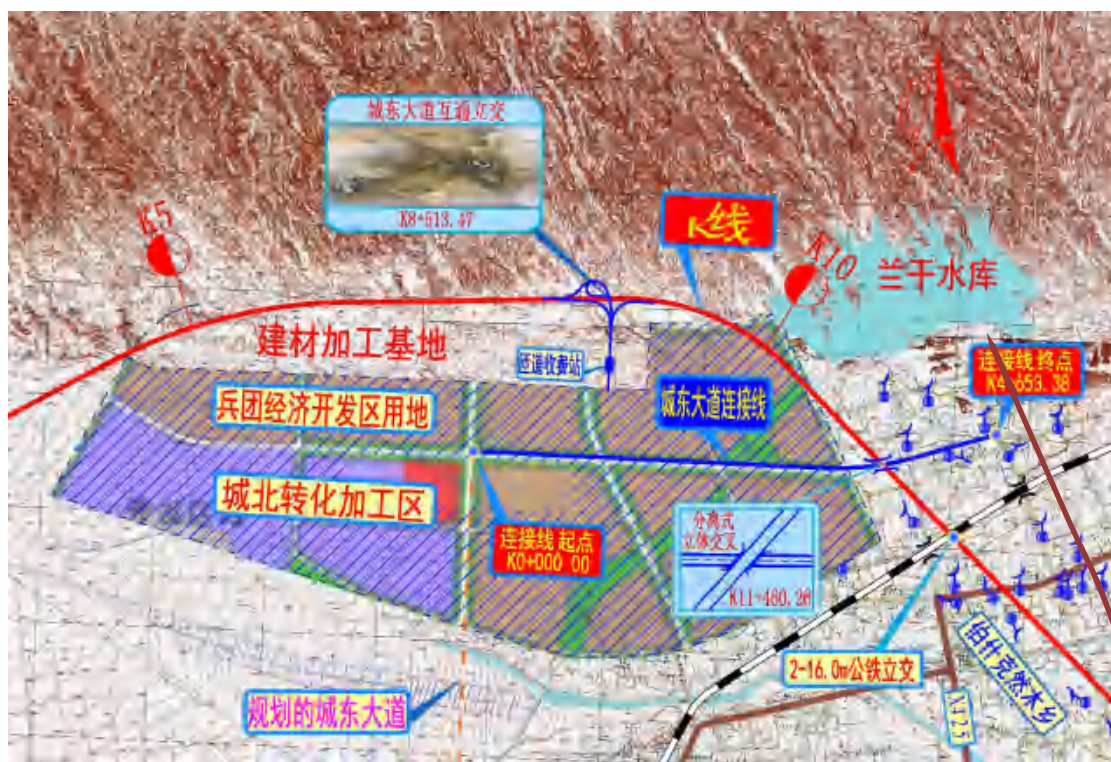 城东大道互通立交
K8+513.47
K5
K线
K10
兰干水库
建材加工基地
匝道收费站
连接线 终点
K4+653.38
兵团经济开发区用地
城东大道连接线
城北转化加工区
连接线 起点
K0+000 00
分离式
立体交叉
K11+460.26
2-16.0m公铁立交
伯什克然木乡
规划的城东大道